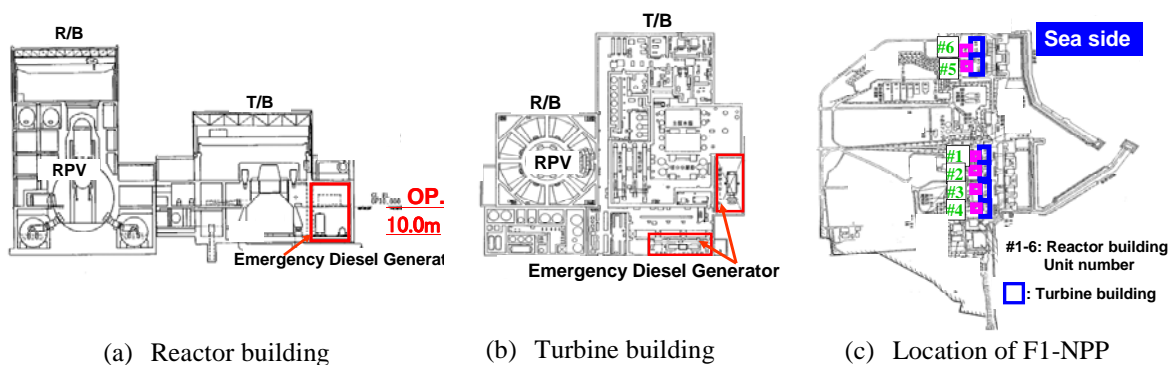 R/B
T/B
RPV
OP.
10.0m
Emergency Diesel Generat
(a) Reactor building
T/B
R/B
RPV
Emergency Diesel Generator
(b) Turbine building
Sea side
#6
#5
#1
#2
#3
#4
#1-6: Reactor building
Unit number
: Turbine building
(c) Location of F1-NPP